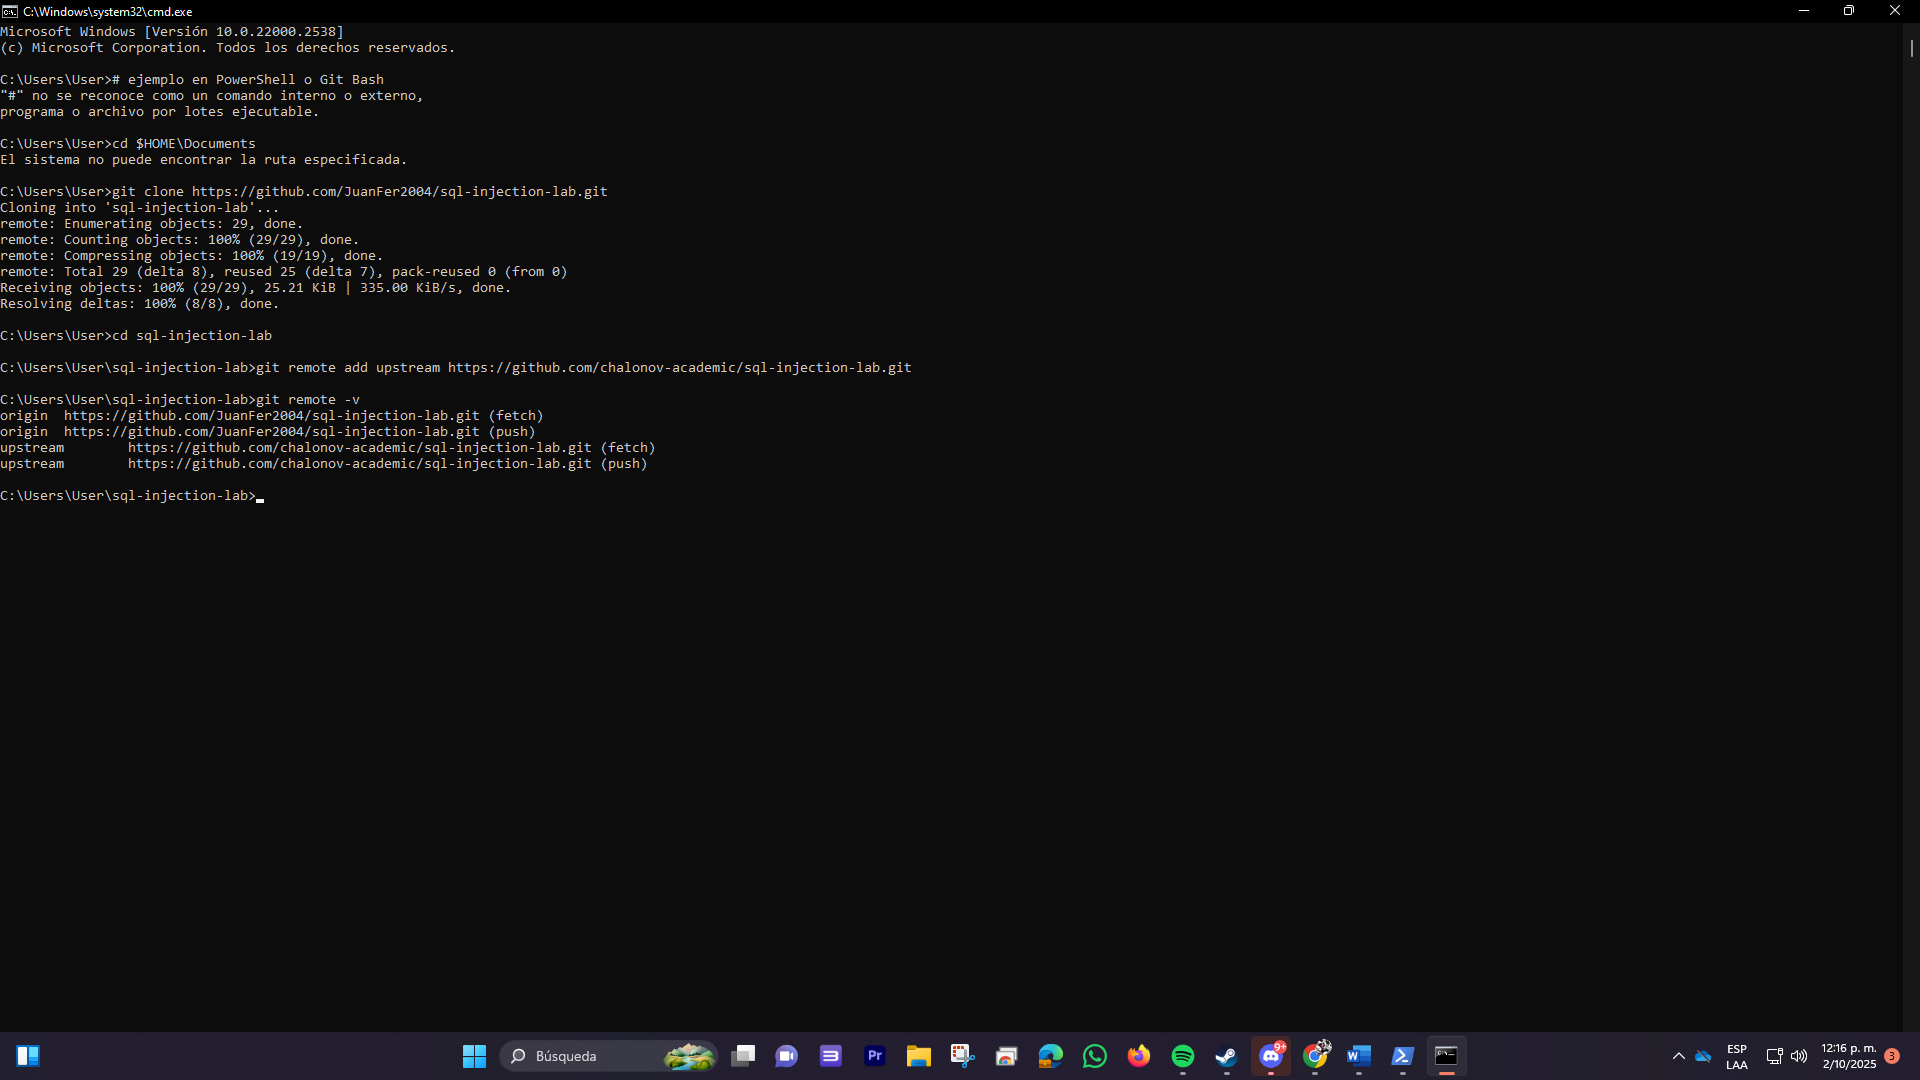 C:\Windows\system32\cmd.exe
Microsoft Windows [Versión 10.0.22000.2538]
(c) Microsoft Corporation. Todos los derechos reservados.
C:\Users\User># ejemplo en PowerShell o Git Bash
"#" no se reconoce como un comando interno o externo,
programa o archivo por lotes ejecutable.
C:\Users\User>cd $HOME\Documents
El sistema no puede encontrar la ruta especificada.
C:\Users\User>git clone https://github.com/JuanFer2004/sql-injection-lab.git
Cloning into 'sql-injection-lab'...
remote: Enumerating objects: 29, done.
remote: Counting objects: 100% (29/29), done.
remote: Compressing objects: 100% (19/19), done.
remote: Total 29 (delta 8), reused 25 (delta 7), pack-reused 0 (from 0)
Receiving objects: 100% (29/29), 25.21 KiB | 335.00 KiB/s, done.
Resolving deltas: 100% (8/8), done.
C:\Users\User>cd sql-injection-lab
C:\Users\User\sql-injection-lab>git remote add upstream https://github.com/chalonov-academic/sql-injection-lab.git
C:\Users\User\sql-injection-lab>git remote -v
origin  https://github.com/JuanFer2004/sql-injection-lab.git (fetch)
origin  https://github.com/JuanFer2004/sql-injection-lab.git (push)
upstream        https://github.com/chalonov-academic/sql-injection-lab.git (fetch)
upstream        https://github.com/chalonov-academic/sql-injection-lab.git (push)
C:\Users\User\sql-injection-lab>
Búsqueda
Pr
9+
ESP
LAA
12:16 p. m.
2/10/2025
3